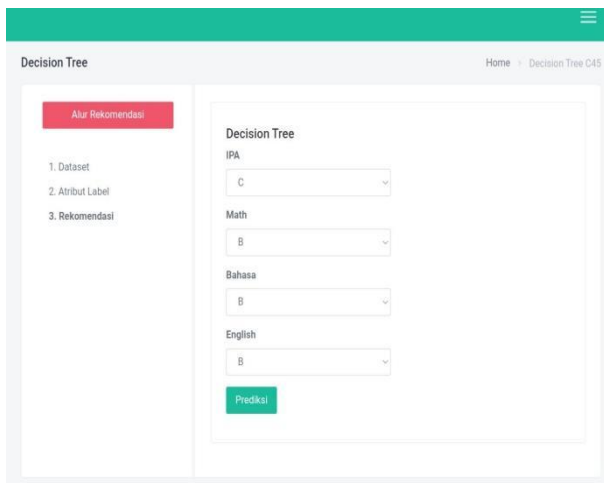 Decision Tree
Home > Decision Tree C45
Alur Rekomendasi
1. Dataset
2. Atribut Label
3. Rekomendasi
Decision Tree
IPA
C
Math
B
Bahasa
B
English
B
Prediksi